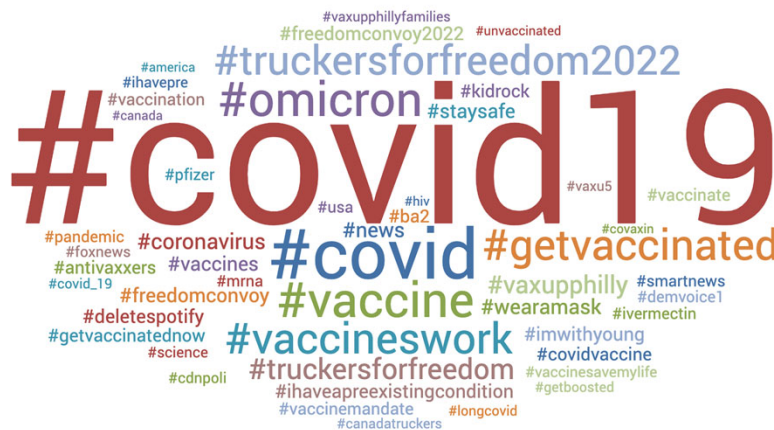 #vaxupphillyfamilies
#freedomconvoy2022
#unvaccinated
#truckersforfreedom2022
#america
#ihavepre
#vaccination
#canada
#omicron
#kidrock
#staysafe
#covid19
#pfizer
#vaxu5
#vaccinate
#usa
#hiv
#ba2
#news
#covaxin
#pandemic
#foxnews
#antivaxxers
#covid_19
#coronavirus
#vaccines
#mrna
#freedomconvoy
#covid
#getvaccinated
#vaccine
#vaxupphilly
#wearamask
#smartnews
#demvoice1
#ivermectin
#deletespotify
#getvaccinatednow
#science
#vaccineswork
#imwithyoung
#covidvaccine
#cdnpoli
#truckersforfreedom
#vaccinesavemylife
#getboosted
#ihaveapreexistingcondition
#vaccinemandate
#longcovid
#canadatruckers